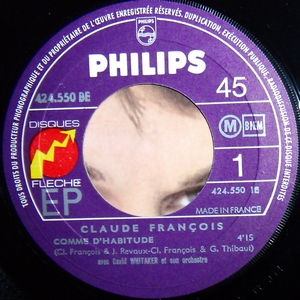 TOUS DROITS DU PRODUCTEUR PHONOGRAPHIQUE ET DU PROPRIÉTAIRE DE L'ŒUVRE ENREGISTRÉE RÉSERVÉS. DUPLICATION, EXÉCUTION PUBLIQUE, RADIODIFFUSION DE CE DISQUE INTERDITES
PHILIPS
PHILIPS
45
424.550 BE
DISQUES
FLÈCHE
EP
M BIEM
1
424.550 1E
MADE IN FRANCE
CLAUDE FRANÇOIS
COMME D'HABITUDE 4'15
(Cl. François & J. Revaux-Cl. François & G. Thibaut)
avec David WHITAKER et son orchestre